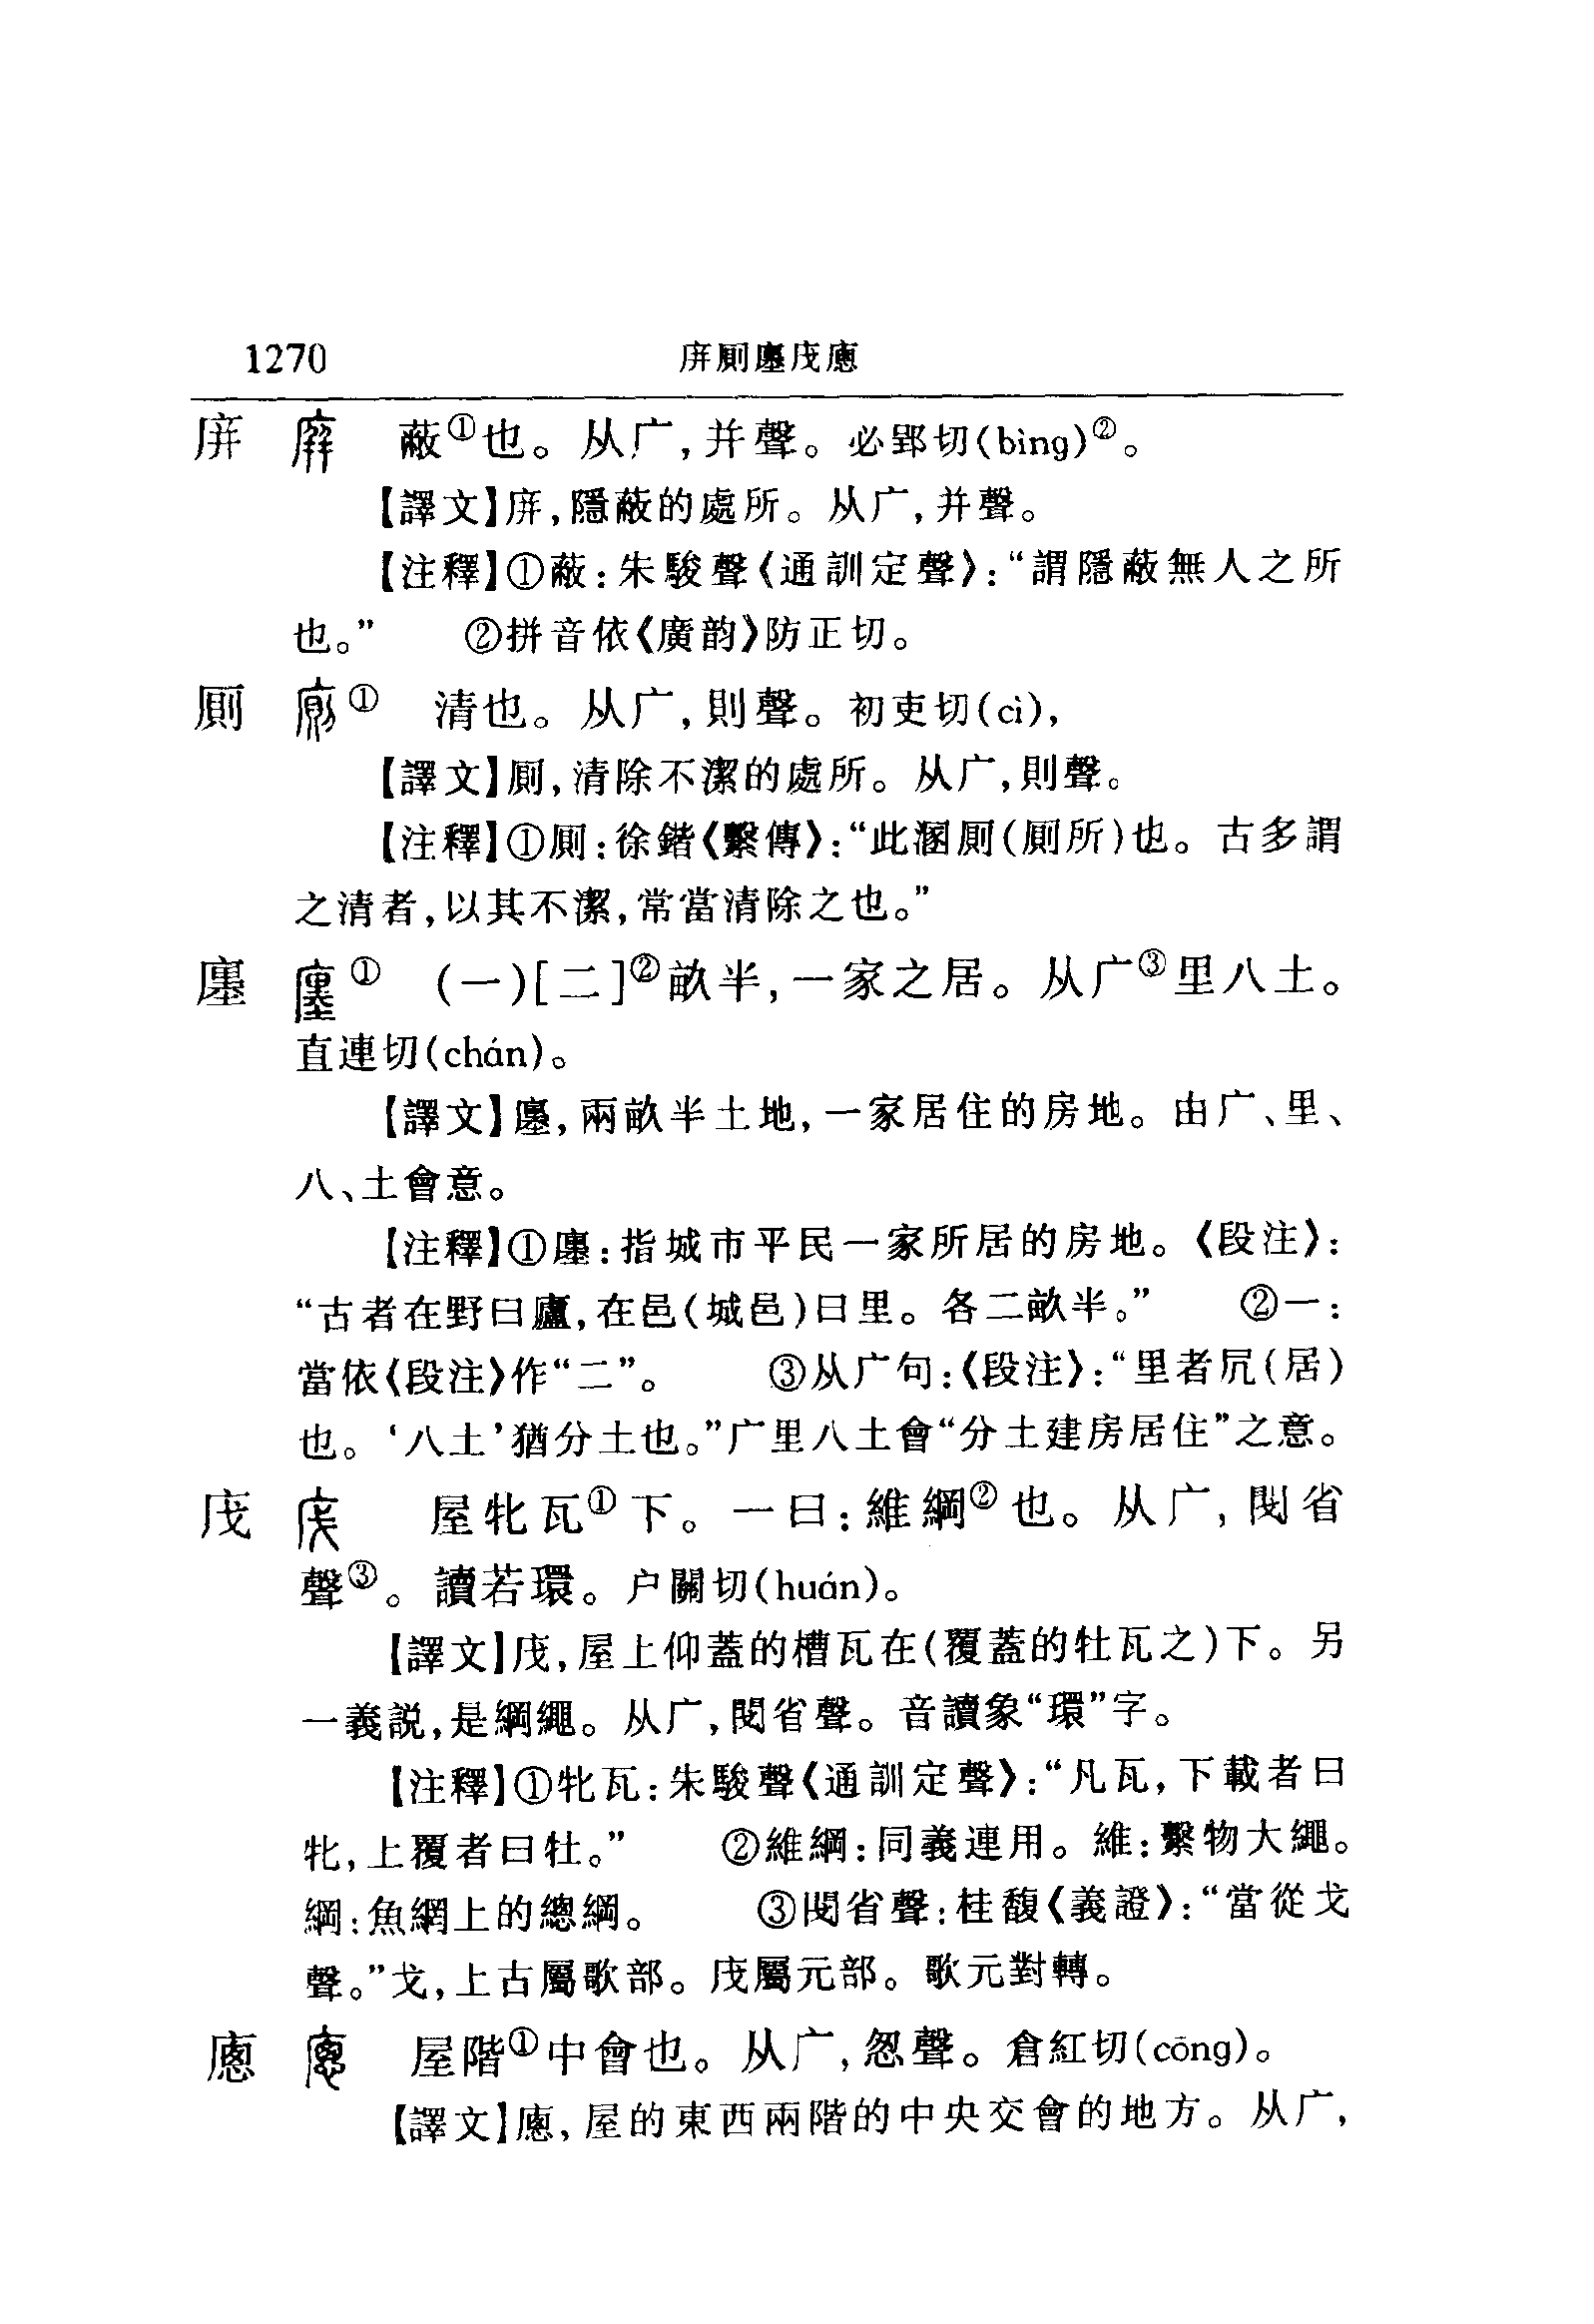 1270 庰廁廛庉廖
庰 蔽①也。从广,并聲。必郢切(bìng)②。
【譯文】庰,隱蔽的處所。从广,并聲。
【注釋】①蔽:朱駿聲《通訓定聲》:“謂隱蔽無人之所
也。” ②拼音依《廣韵》防正切。
廁 ① 清也。从广,則聲。初吏切(cì),
【譯文】廁,清除不潔的處所。从广,則聲。
【注釋】①廁:徐鍇《繫傳》:“此溷廁(廁所)也。古多謂
之清者,以其不潔,常當清除之也。”
廛 ① (一)[二]②畝半,一家之居。从广③里八土。
直連切(chán)。
【譯文】廛,兩畝半土地,一家居住的房地。由广、里、
八、土會意。
【注釋】①廛:指城市平民一家所居的房地。《段注》:
“古者在野曰廬,在邑(城邑)曰里。各二畝半。” ②一:
當依《段注》作“二”。 ③从广句:《段注》:“里者凥(居)
也。‘八土’猶分土也。”广里八土會“分土建房居住”之意。
㡯 屋牝瓦①下。一曰:維綱②也。从广,閔省
聲③。讀若環。户關切(huán)。
【譯文】㡯,屋上仰蓋的槽瓦在(覆蓋的牡瓦之)下。另
一義説,是綱繩。从广,閔省聲。音讀象“環”字。
【注釋】①牝瓦:朱駿聲《通訓定聲》:“凡瓦,下載者曰
牝,上覆者曰牡。” ②維綱:同義連用。維:繫物大繩。
綱:魚網上的總綱。 ③閔省聲:桂馥《義證》:“當從戈
聲。”戈,上古屬歌部。㡯屬元部。歌元對轉。
廒 屋階①中會也。从广,怱聲。倉紅切(cōng)。
【譯文】,屋的東西兩階的中央交會的地方。从广,